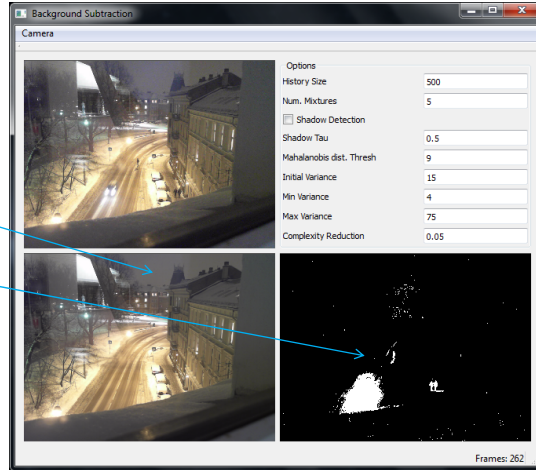 Background Subtraction
Camera
Options
History Size 500
Num. Mixtures 5
Shadow Detection
Shadow Tau 0.5
Mahalanobis dist. Thresh 9
Initial Variance 15
Min Variance 4
Max Variance 75
Complexity Reduction 0.05
Frames: 262